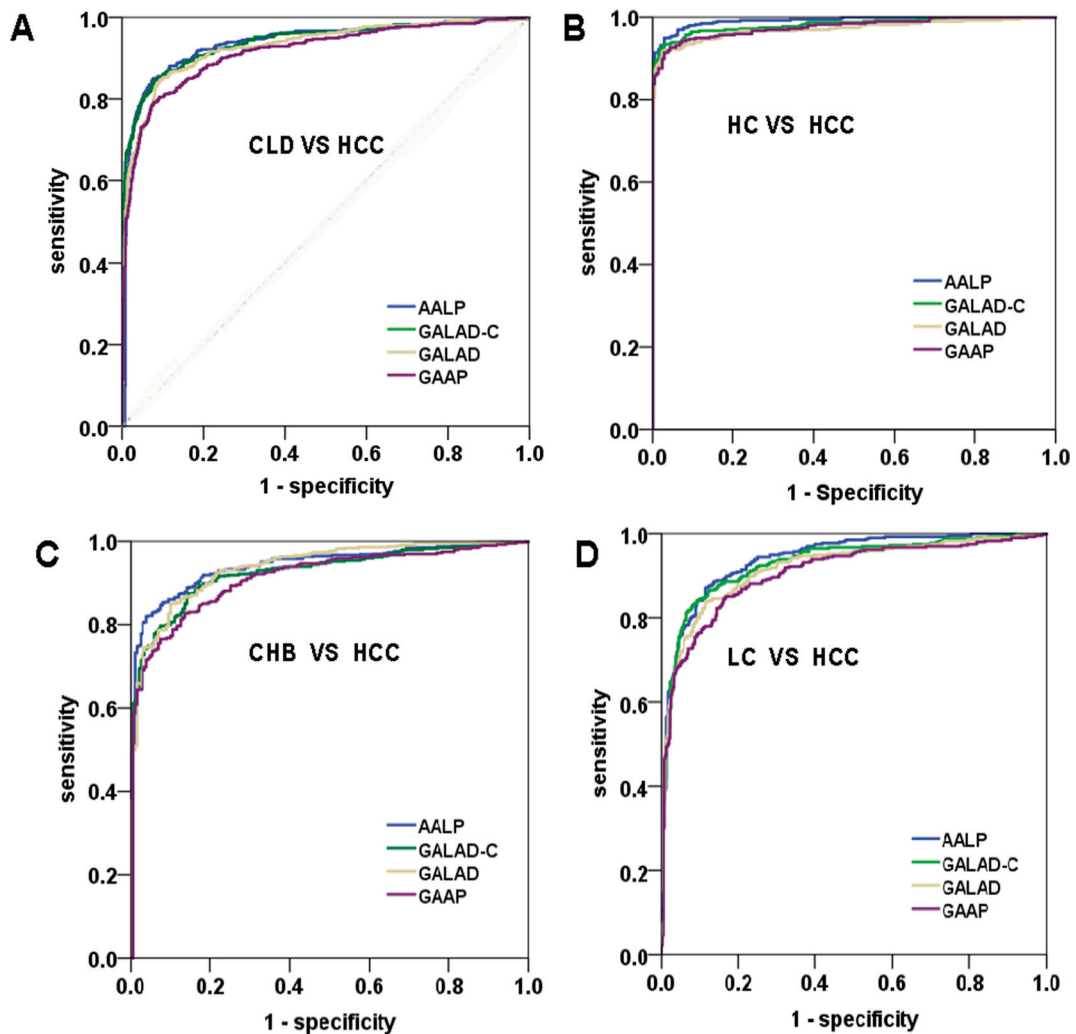 A
1.0
0.8
0.6
0.4
0.2
0.0
sensitivity
CLD VS HCC
AALP
GALAD-C
GALAD
GAAP
0.0 0.2 0.4 0.6 0.8 1.0
1 - specificity
B
1.0
0.8
0.6
0.4
0.2
0.0
sensitivity
HC VS HCC
AALP
GALAD-C
GALAD
GAAP
0.0 0.2 0.4 0.6 0.8 1.0
1 - Specificity
C
1.0
0.8
0.6
0.4
0.2
0.0
sensitivity
CHB VS HCC
AALP
GALAD-C
GALAD
GAAP
0.0 0.2 0.4 0.6 0.8 1.0
1 - specificity
D
1.0
0.8
0.6
0.4
0.2
0.0
sensitivity
LC VS HCC
AALP
GALAD-C
GALAD
GAAP
0.0 0.2 0.4 0.6 0.8 1.0
1 - specificity